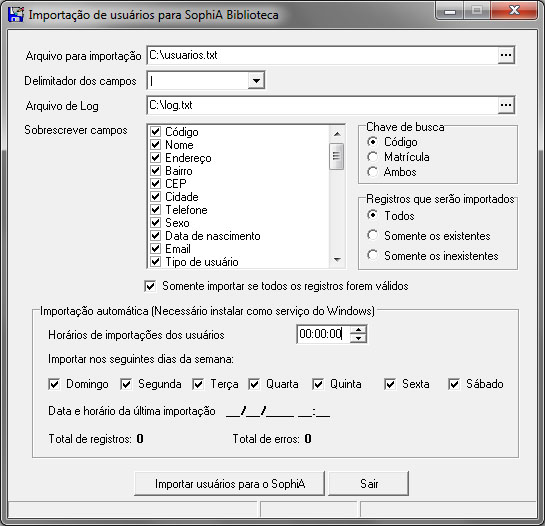 Importação de usuários para SophiA Biblioteca
Arquivo para importação C:\usuarios.txt ...
Delimitador dos campos |
Arquivo de Log C:\log.txt ...
Sobrescrever campos
Código
Nome
Endereço
Bairro
CEP
Cidade
Telefone
Sexo
Data de nascimento
Email
Tipo de usuário
Chave de busca
Código
Matrícula
Ambos
Registros que serão importados
Todos
Somente os existentes
Somente os inexistentes
Somente importar se todos os registros forem válidos
Importação automática (Necessário instalar como serviço do Windows)
Horários de importações dos usuários 00:00:00
Importar nos seguintes dias da semana:
Domingo Segunda Terça Quarta Quinta Sexta Sábado
Data e horário da última importação __/__/____ __:__
Total de registros: 0 Total de erros: 0
Importar usuários para o SophiA Sair